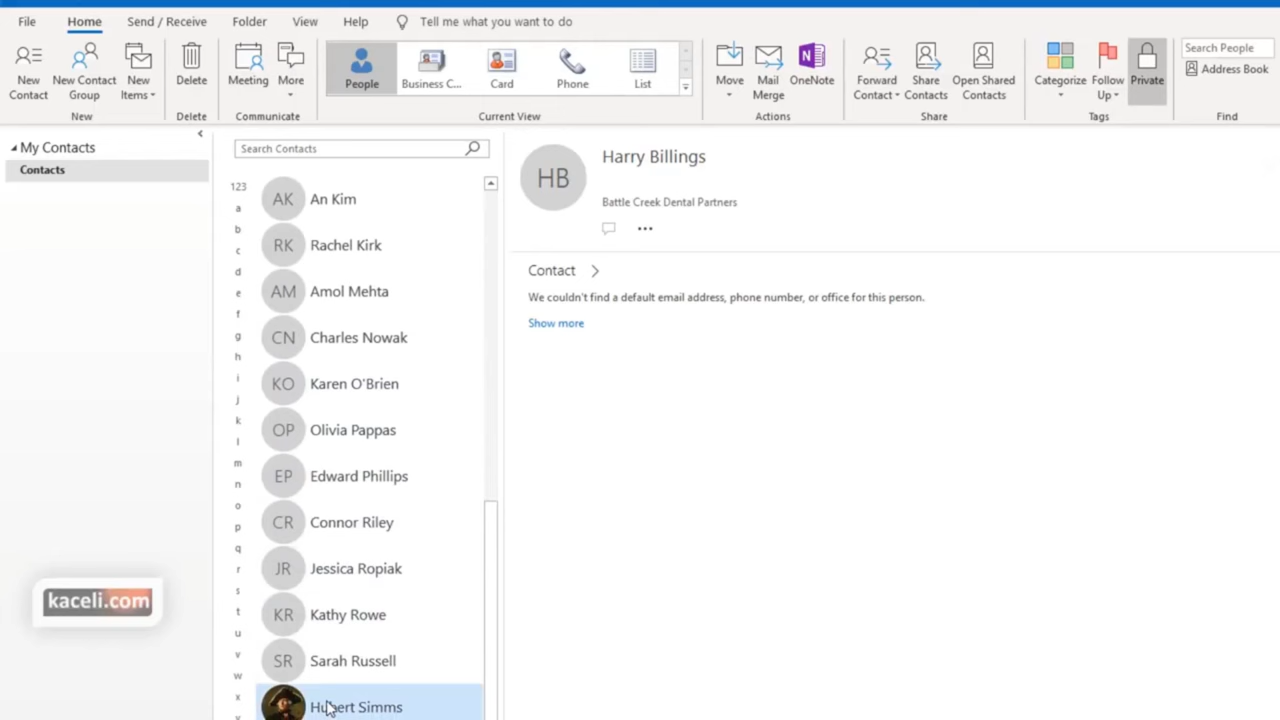 File Home Send / Receive Folder View Help Tell me what you want to do
New Contact
New Contact Group
New Items
New
Delete
Delete
Meeting
More
Communicate
People
Business C...
Card
Phone
List
Current View
Move
Mail Merge
OneNote
Actions
Forward Contact
Share Contacts
Open Shared Contacts
Share
Categorize
Follow Up
Private
Tags
Search People
Address Book
Find
My Contacts
Contacts
Search Contacts
123
a
b
c
d
e
f
g
h
i
j
k
l
m
n
o
p
q
r
s
t
u
v
w
x
AK An Kim
RK Rachel Kirk
AM Amol Mehta
CN Charles Nowak
KO Karen O'Brien
OP Olivia Pappas
EP Edward Phillips
CR Connor Riley
JR Jessica Ropiak
KR Kathy Rowe
SR Sarah Russell
Hubert Simms
HB
Harry Billings
Battle Creek Dental Partners
Contact
We couldn't find a default email address, phone number, or office for this person.
Show more
kaceli.com